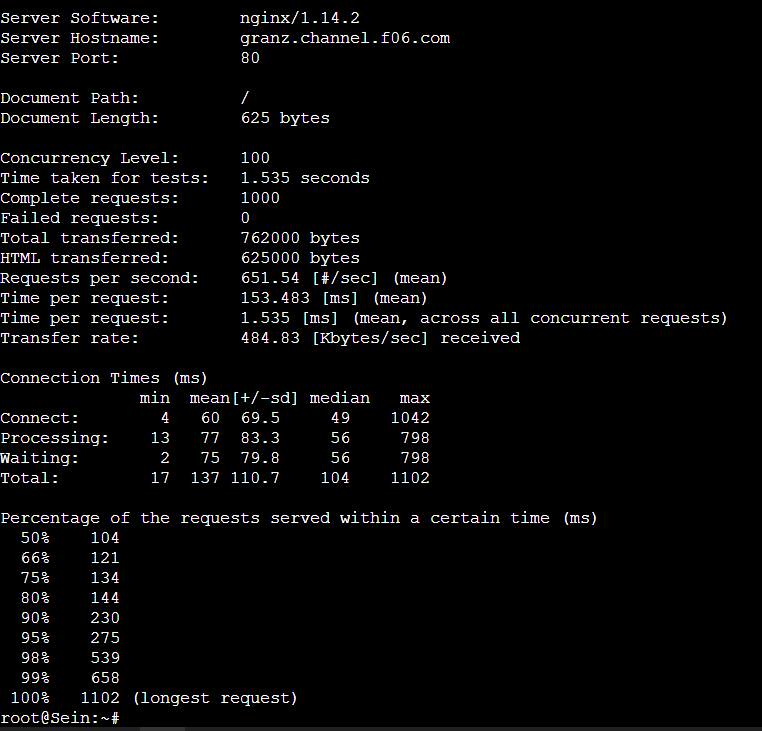 Server Software:        nginx/1.14.2
Server Hostname:        granz.channel.f06.com
Server Port:            80

Document Path:          /
Document Length:        625 bytes

Concurrency Level:      100
Time taken for tests:   1.535 seconds
Complete requests:      1000
Failed requests:        0
Total transferred:      762000 bytes
HTML transferred:       625000 bytes
Requests per second:    651.54 [#/sec] (mean)
Time per request:       153.483 [ms] (mean)
Time per request:       1.535 [ms] (mean, across all concurrent requests)
Transfer rate:          484.83 [Kbytes/sec] received

Connection Times (ms)
              min  mean[+/-sd] median   max
Connect:        4   60  69.5     49    1042
Processing:    13   77  83.3     56     798
Waiting:        2   75  79.8     56     798
Total:         17  137 110.7    104    1102

Percentage of the requests served within a certain time (ms)
  50%    104
  66%    121
  75%    134
  80%    144
  90%    230
  95%    275
  98%    539
  99%    658
 100%   1102 (longest request)
root@Sein:~#